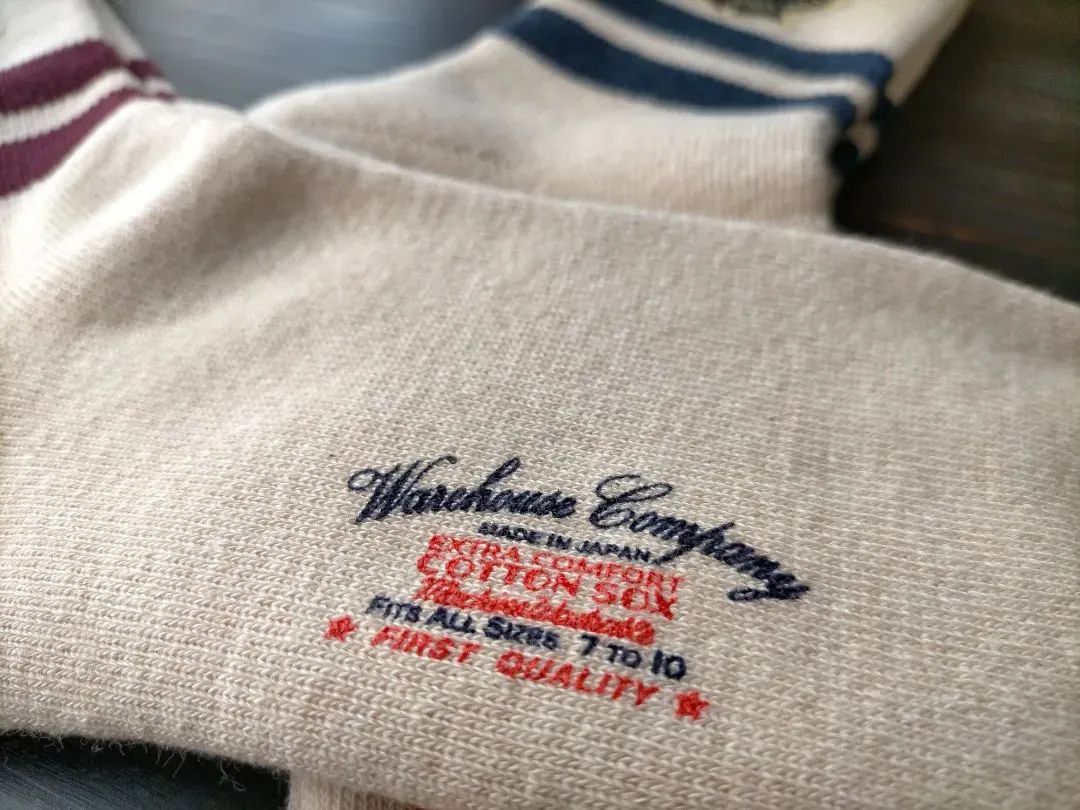 Warehouse Company
MADE IN JAPAN
EXTRA COMFORT
COTTON SOX
FITS ALL SIZES 7 TO 10
FIRST QUALITY